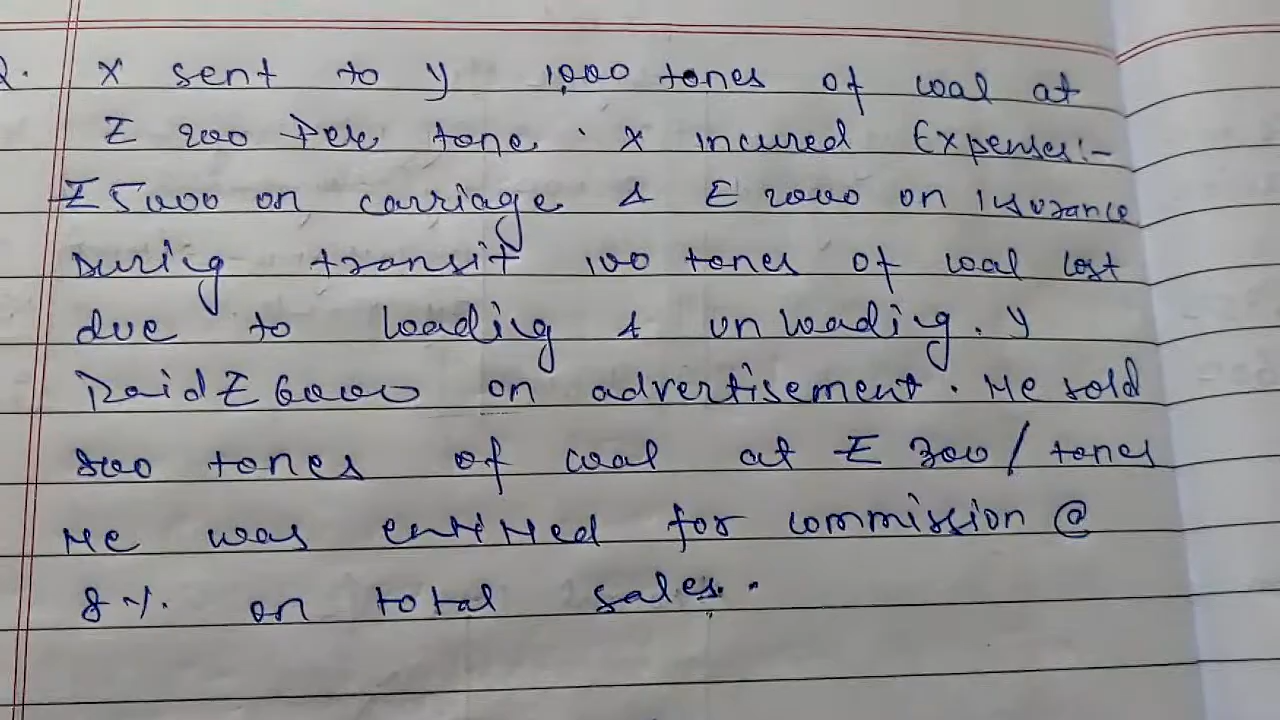 X sent to y 1,000 tones of coal at
₹ 200 Per tone. X incured Expenses:-
₹ 5000 on carriage & ₹ 2000 on Insurance
During transit 100 tones of coal lost
due to loading & unloading. y
Paid ₹ 6000 on advertisement. He sold
800 tones of coal at ₹ 300/tones
He was entitled for commission @
8%. on total sales.